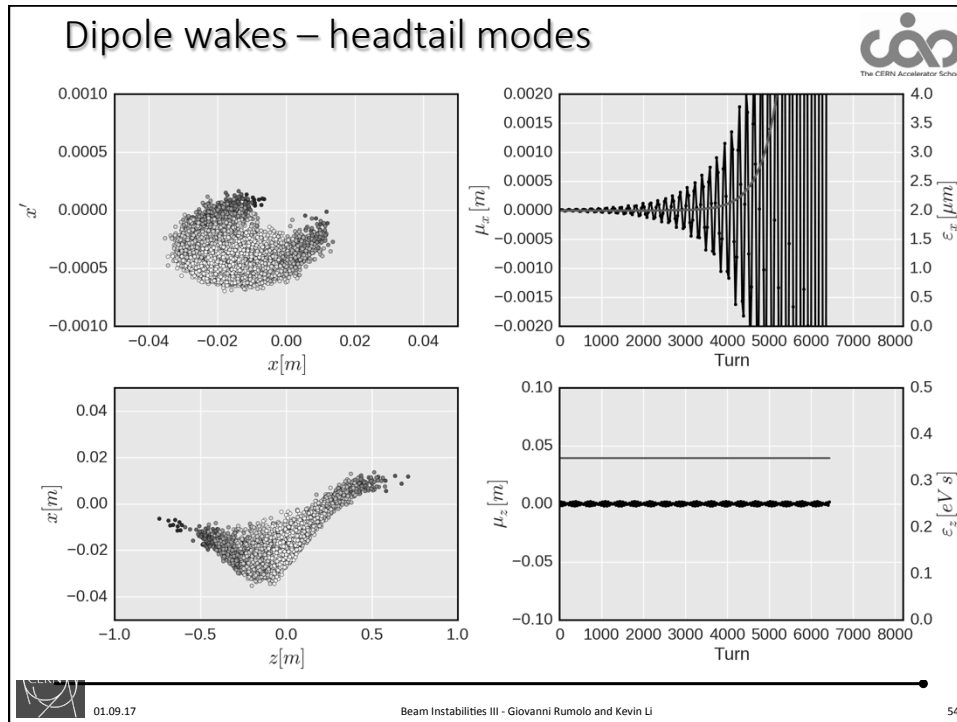 Dipole wakes – headtail modes
The CERN Accelerator School
0.0010
0.0005
0.0000
−0.0005
−0.0010
x′
−0.04 −0.02 0.00 0.02 0.04
x[m]
0.0020
0.0015
0.0010
0.0005
0.0000
−0.0005
−0.0010
−0.0015
−0.0020
μx [m]
4.0
3.5
3.0
2.5
2.0
1.5
1.0
0.5
0.0
εx [μm]
0 1000 2000 3000 4000 5000 6000 7000 8000
Turn
0.04
0.02
0.00
−0.02
−0.04
x[m]
−1.0 −0.5 0.0 0.5 1.0
z[m]
0.10
0.05
0.00
−0.05
−0.10
μz [m]
0.5
0.4
0.3
0.2
0.1
0.0
εz [eV s]
0 1000 2000 3000 4000 5000 6000 7000 8000
Turn
CERN
01.09.17
Beam Instabilities III - Giovanni Rumolo and Kevin Li
54